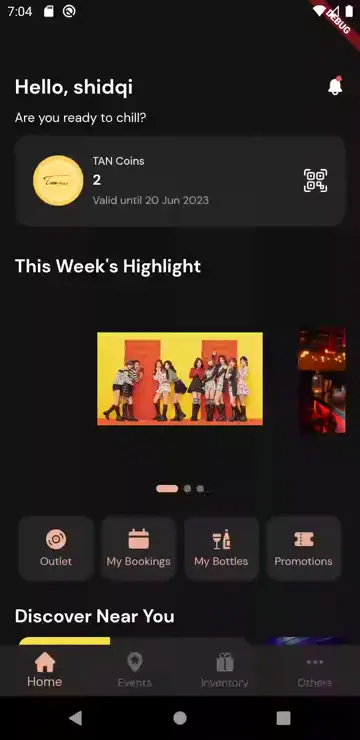 7:04
DEBUG
Hello, shidqi
Are you ready to chill?
TAN Coins
2
Valid until 20 Jun 2023
This Week's Highlight
Outlet
My Bookings
My Bottles
Promotions
Discover Near You
Home
Events
Inventory
Others